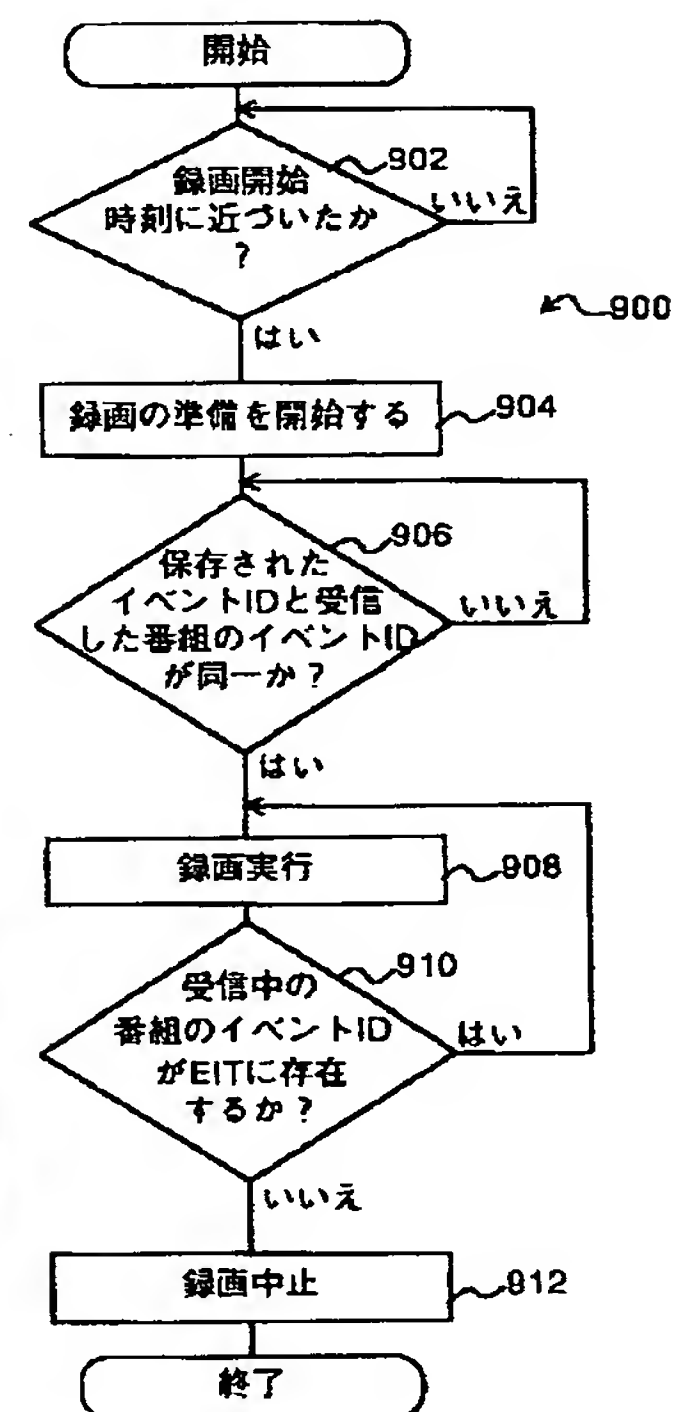 開始
902
録画開始
時刻に近づいたか
?
いいえ
900
はい
録画の準備を開始する
904
906
保存された
イベントIDと受信
した番組のイベントID
が同一か?
いいえ
はい
録画実行
908
910
受信中の
番組のイベントID
がEITに存在
するか?
はい
いいえ
録画中止
912
終了